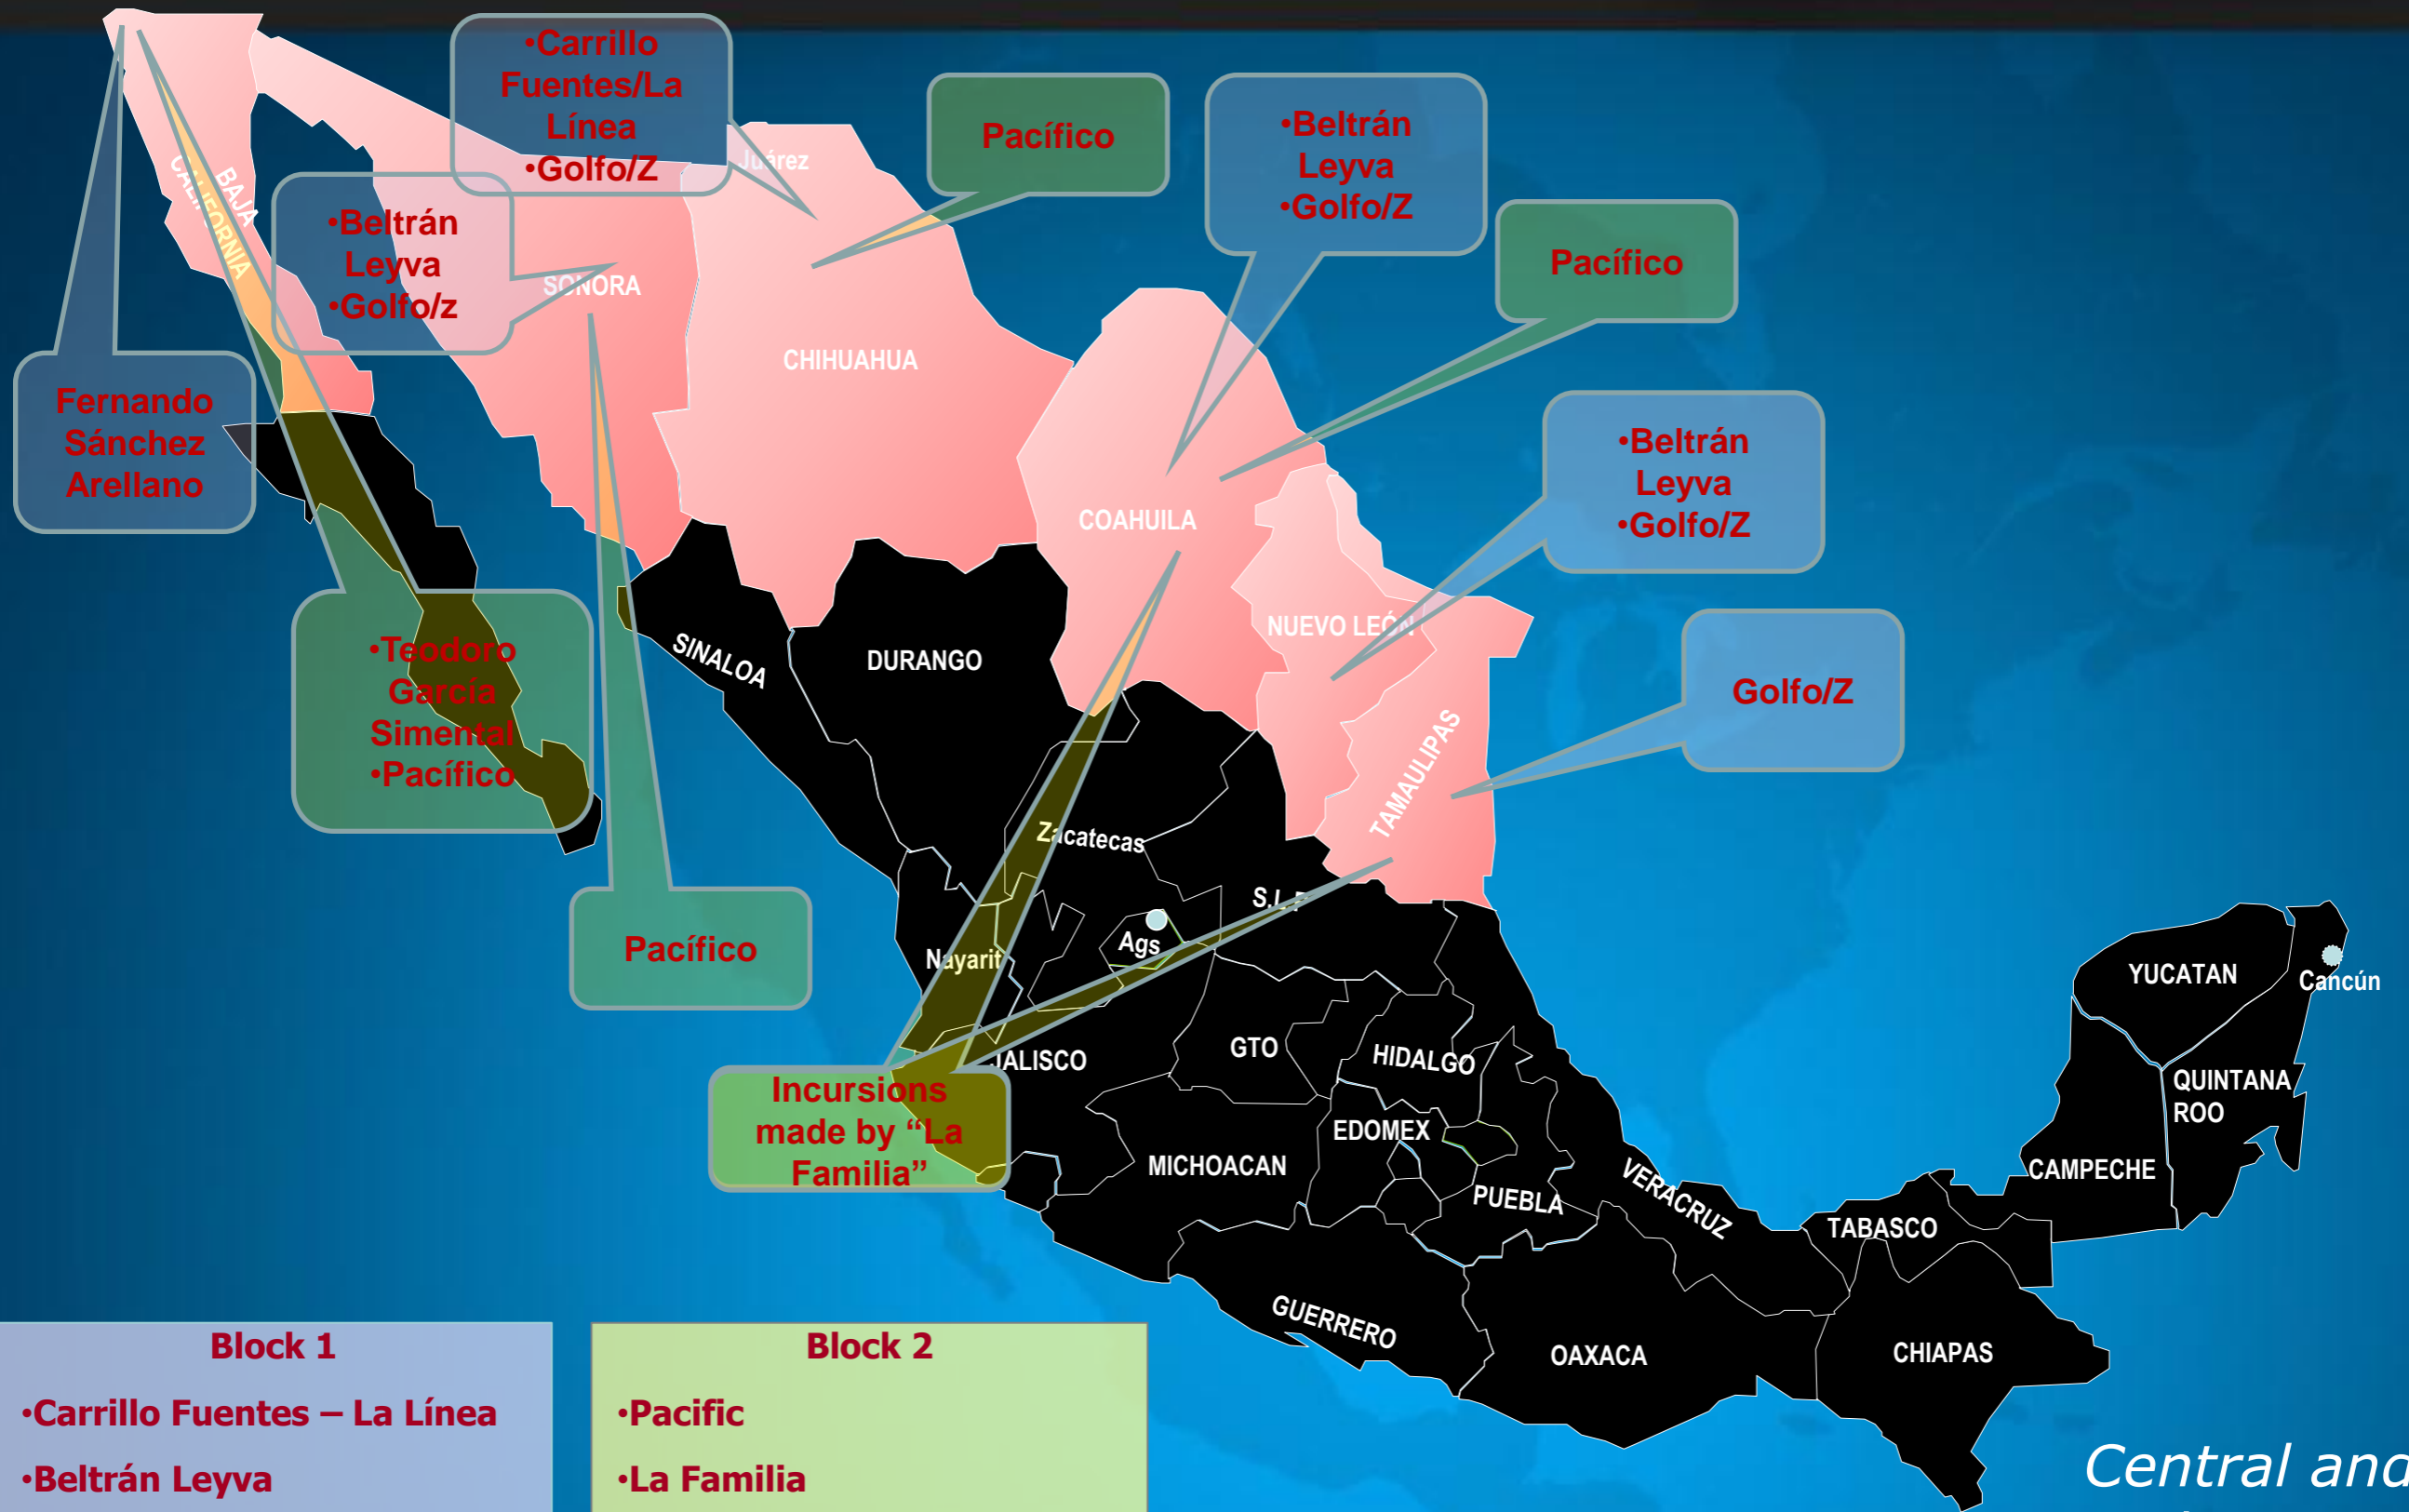 •Carrillo
Fuentes/La
Línea
•Golfo/Z
Juárez
Pacífico
•Beltrán
Leyva
•Golfo/Z
Pacífico
BAJA
CALIFORNIA
•Beltrán
Leyva
•Golfo/z
SONORA
CHIHUAHUA
Fernando
Sánchez
Arellano
•Beltrán
Leyva
•Golfo/Z
COAHUILA
NUEVO LEÓN
•Teodoro
García
Simental
•Pacífico
SINALOA
DURANGO
Golfo/Z
TAMAULIPAS
Zacatecas
S.L.P
Pacífico
Nayarit
Ags
YUCATAN
Cancún
JALISCO
GTO
HIDALGO
QUINTANA
ROO
Incursions
made by “La
Familia”
EDOMEX
MICHOACAN
PUEBLA
VERACRUZ
CAMPECHE
TABASCO
GUERRERO
OAXACA
CHIAPAS
Block 1
•Carrillo Fuentes – La Línea
•Beltrán Leyva
Block 2
•Pacific
•La Familia
Central and